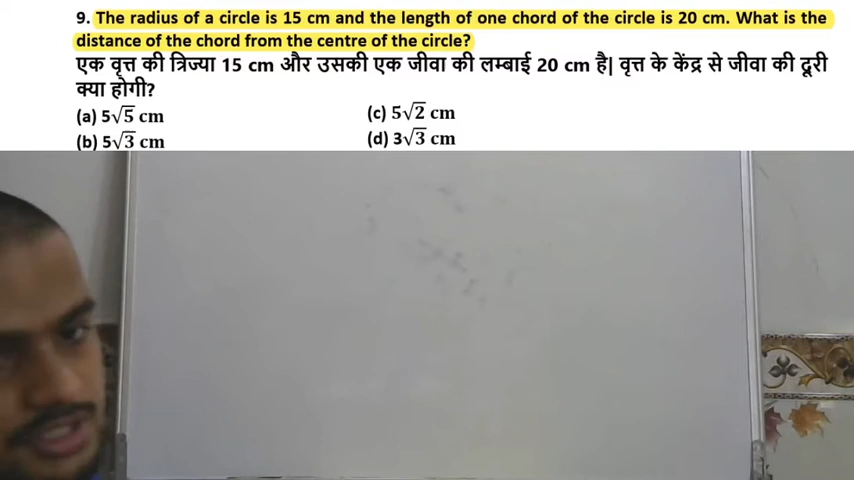 9. The radius of a circle is 15 cm and the length of one chord of the circle is 20 cm. What is the
distance of the chord from the centre of the circle?
एक वृत्त की त्रिज्या 15 cm और उसकी एक जीवा की लम्बाई 20 cm है| वृत्त के केंद्र से जीवा की दूरी
क्या होगी?
(a) 5√5 cm
(c) 5√2 cm
(b) 5√3 cm
(d) 3√3 cm